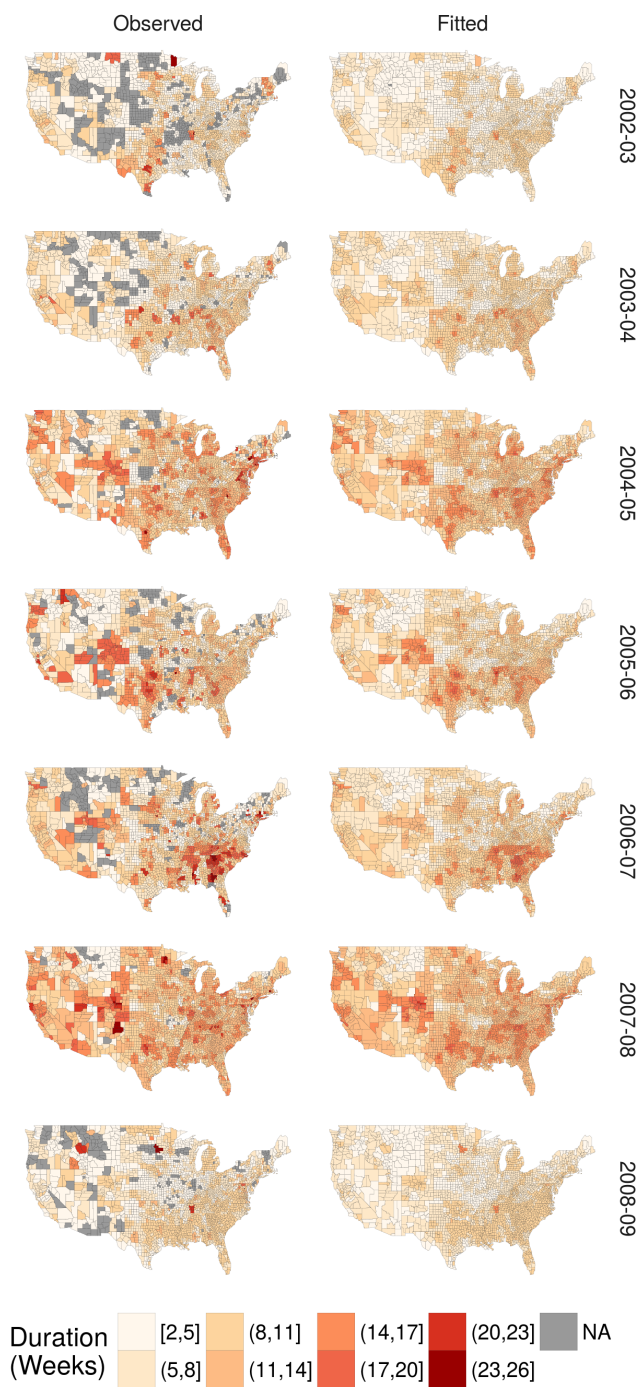 Observed Fitted
2002-03
2003-04
2004-05
2005-06
2006-07
2007-08
2008-09
Duration
(Weeks)
[2,5] (8,11] (14,17] (20,23] NA
(5,8] (11,14] (17,20] (23,26]